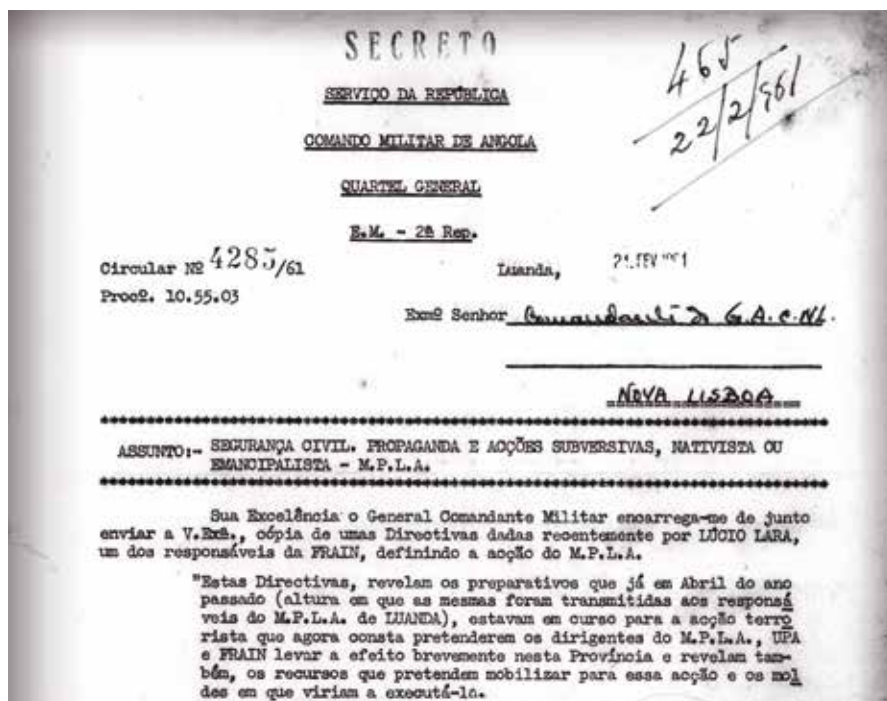 SECRETO
465
22/2/961
SERVIÇO DA REPÚBLICA
COMANDO MILITAR DE ANGOLA
QUARTEL GENERAL
E.M. - 2ª Rep.
Circular Nº 4285/61
Luanda, 21.FEV 1961
Procº. 10.55.03
Exmº Senhor Comandante do G.A.C.NL.
NOVA LISBOA
ASSUNTO:- SEGURANÇA CIVIL. PROPAGANDA E ACÇÕES SUBVERSIVAS, NATIVISTA OU
EMANCIPALISTA - M.P.L.A.
Sua Excelência o General Comandante Militar encarrega-me de junto
enviar a V.Exª., cópia de umas Directivas dadas recentemente por LÚCIO LARA,
um dos responsáveis da FRAIN, definindo a acção do M.P.L.A.
"Estas Directivas, revelam os preparativos que já em Abril do ano
passado (altura em que as mesmas foram transmitidas aos responsá
veis do M.P.L.A. de LUANDA), estavam em curso para a acção terro
rista que agora consta pretenderem os dirigentes do M.P.L.A., UPA
e FRAIN levar a efeito brevemente nesta Província e revelam tam-
bém, os recursos que pretendem mobilizar para essa acção e os mol
des em que viriam a executá-la.